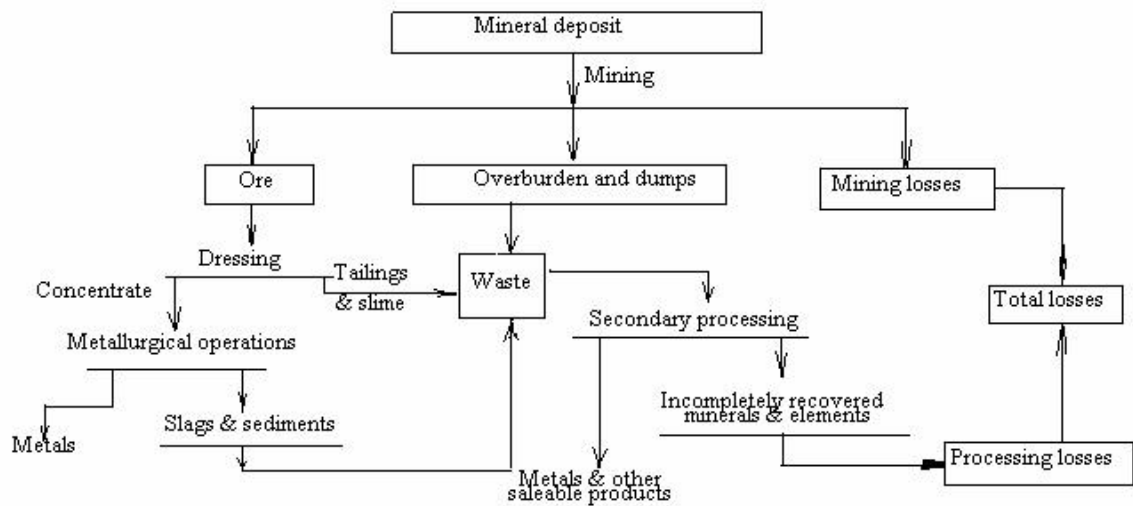 Mineral deposit
Mining
Ore
Overburden and dumps
Mining losses
Dressing
Tailings
& slime
Concentrate
Waste
Total losses
Secondary processing
Metallurgical operations
Incompletely recovered
minerals & elements
Slags & sediments
Metals
Metals & other
saleable products
Processing losses